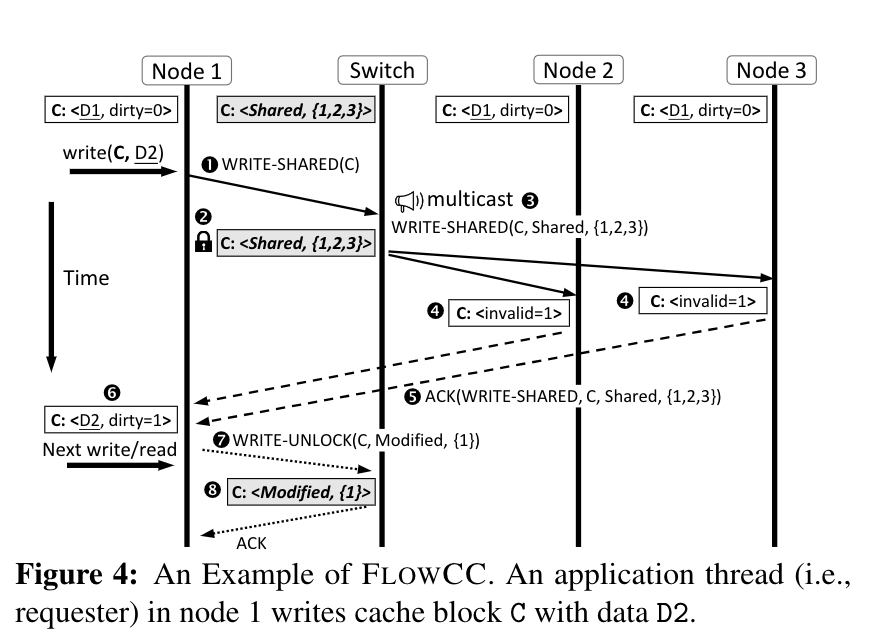 Node 1
Switch
Node 2
Node 3
C: <D1, dirty=0>
C: <Shared, {1,2,3}>
C: <D1, dirty=0>
C: <D1, dirty=0>
write(C, D2)
❶ WRITE-SHARED(C)
multicast ❸
WRITE-SHARED(C, Shared, {1,2,3})
❷
C: <Shared, {1,2,3}>
Time
❹ C: <invalid=1>
❹ C: <invalid=1>
❺ ACK(WRITE-SHARED, C, Shared, {1,2,3})
❻
C: <D2, dirty=1>
Next write/read
❼ WRITE-UNLOCK(C, Modified, {1})
❽ C: <Modified, {1}>
ACK
Figure 4: An Example of FLOWCC. An application thread (i.e.,
requester) in node 1 writes cache block C with data D2.